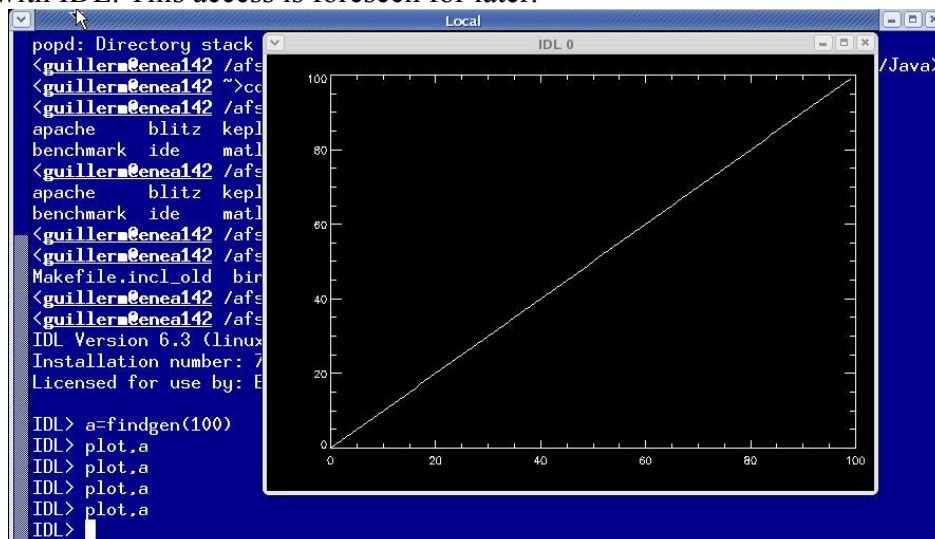 with IDL. This access is foreseen for later.
Local
popd: Directory stack
<guillerm@enea142 /afs /Java>
<guillerm@enea142 ~>cd
<guillerm@enea142 /afs
apache blitz kepl
benchmark ide matl
<guillerm@enea142 /afs
apache blitz kepl
benchmark ide matl
<guillerm@enea142 /afs
<guillerm@enea142 /afs
Makefile.incl_old bin
<guillerm@enea142 /afs
<guillerm@enea142 /afs
IDL Version 6.3 (linux
Installation number: 7
Licensed for use by: E
IDL> a=findgen(100)
IDL> plot,a
IDL> plot,a
IDL> plot,a
IDL> plot,a
IDL>
IDL 0
100
80
60
40
20
0
0 20 40 60 80 100